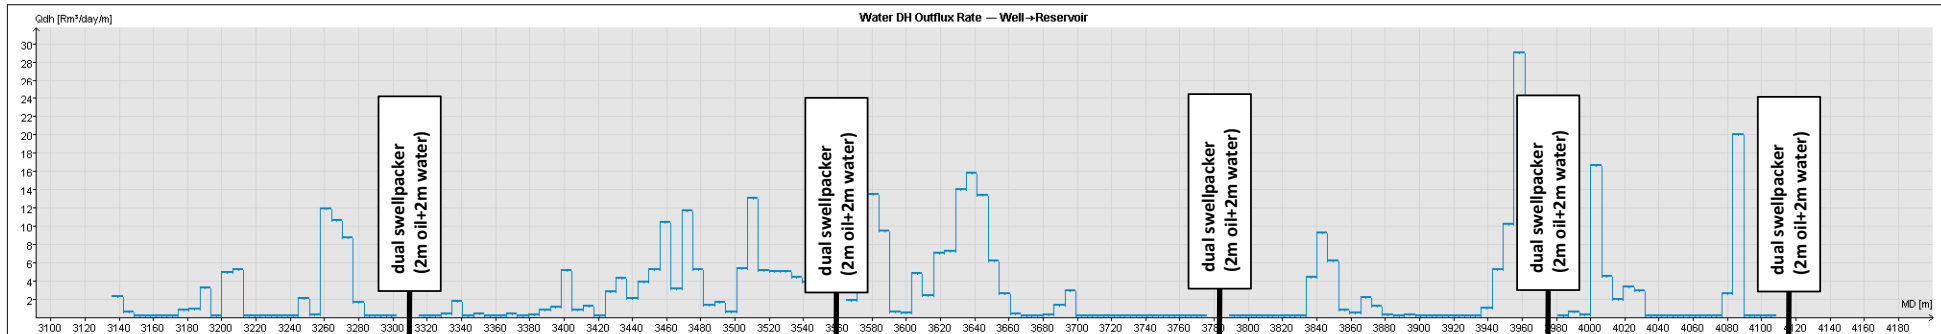 Qdh [Rm³/day/m]
Water DH Outflux Rate — Well→Reservoir
30
28
26
24
22
20
18
16
14
12
10
8
6
4
2
dual swellpacker
(2m oil+2m water)
dual swellpacker
(2m oil+2m water)
dual swellpacker
(2m oil+2m water)
dual swellpacker
(2m oil+2m water)
dual swellpacker
(2m oil+2m water)
MD [m]
3100 3120 3140 3160 3180 3200 3220 3240 3260 3280 3300 3320 3340 3360 3380 3400 3420 3440 3460 3480 3500 3520 3540 3560 3580 3600 3620 3640 3660 3680 3700 3720 3740 3760 3780 3800 3820 3840 3860 3880 3900 3920 3940 3960 3980 4000 4020 4040 4060 4080 4100 4120 4140 4160 4180